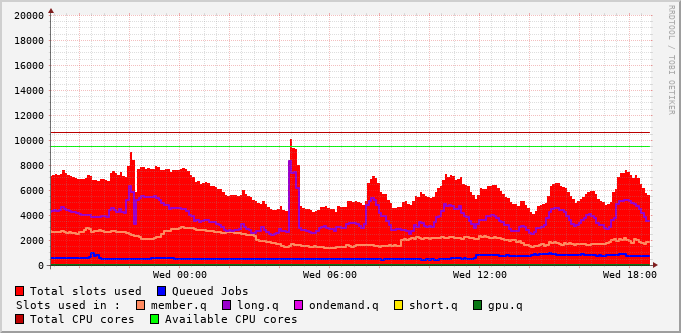 20000
18000
16000
14000
12000
10000
8000
6000
4000
2000
0
Wed 00:00 Wed 06:00 Wed 12:00 Wed 18:00
RRDTOOL / TOBI OETIKER
Total slots used Queued Jobs
Slots used in : member.q long.q ondemand.q short.q gpu.q
Total CPU cores Available CPU cores